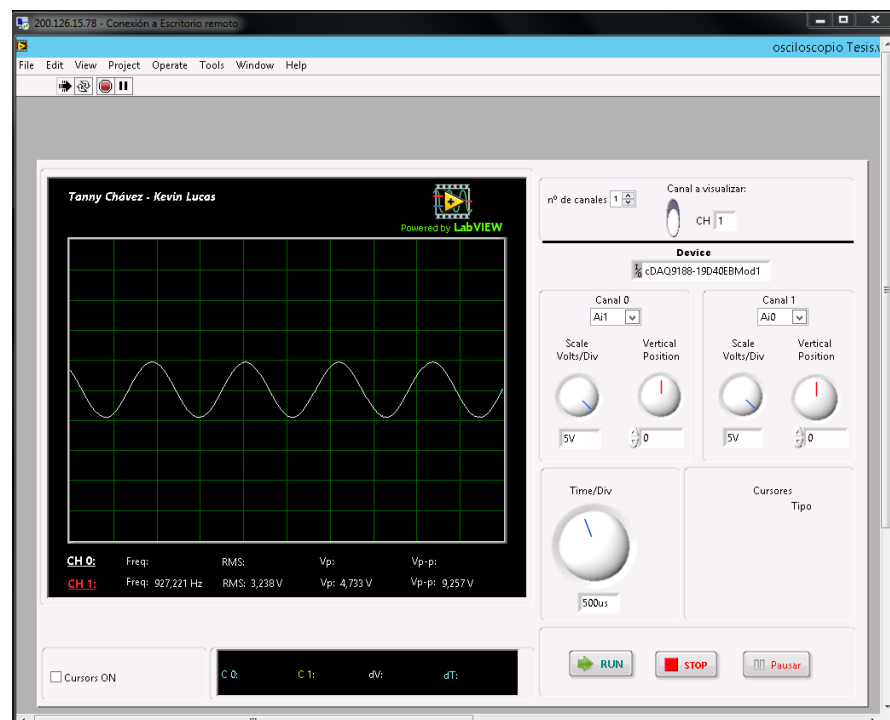 200.126.15.78 - Conexión a Escritorio remoto
osciloscopio Tesis.v
File Edit View Project Operate Tools Window Help
Tanny Chávez - Kevin Lucas
Powered by LabVIEW
nº de canales 1
Canal a visualizar:
CH 1
Device
I/O cDAQ9188-19D40EBMod1
Canal 0
Ai1
Scale Volts/Div
Vertical Position
5V
0
Canal 1
Ai0
Scale Volts/Div
Vertical Position
5V
0
CH 0: Freq: RMS: Vp: Vp-p:
CH 1: Freq: 927,221 Hz RMS: 3,238 V Vp: 4,733 V Vp-p: 9,257 V
Time/Div
500us
Cursores
Tipo
Cursors ON
C 0: C 1: dV: dT:
RUN STOP Pausar